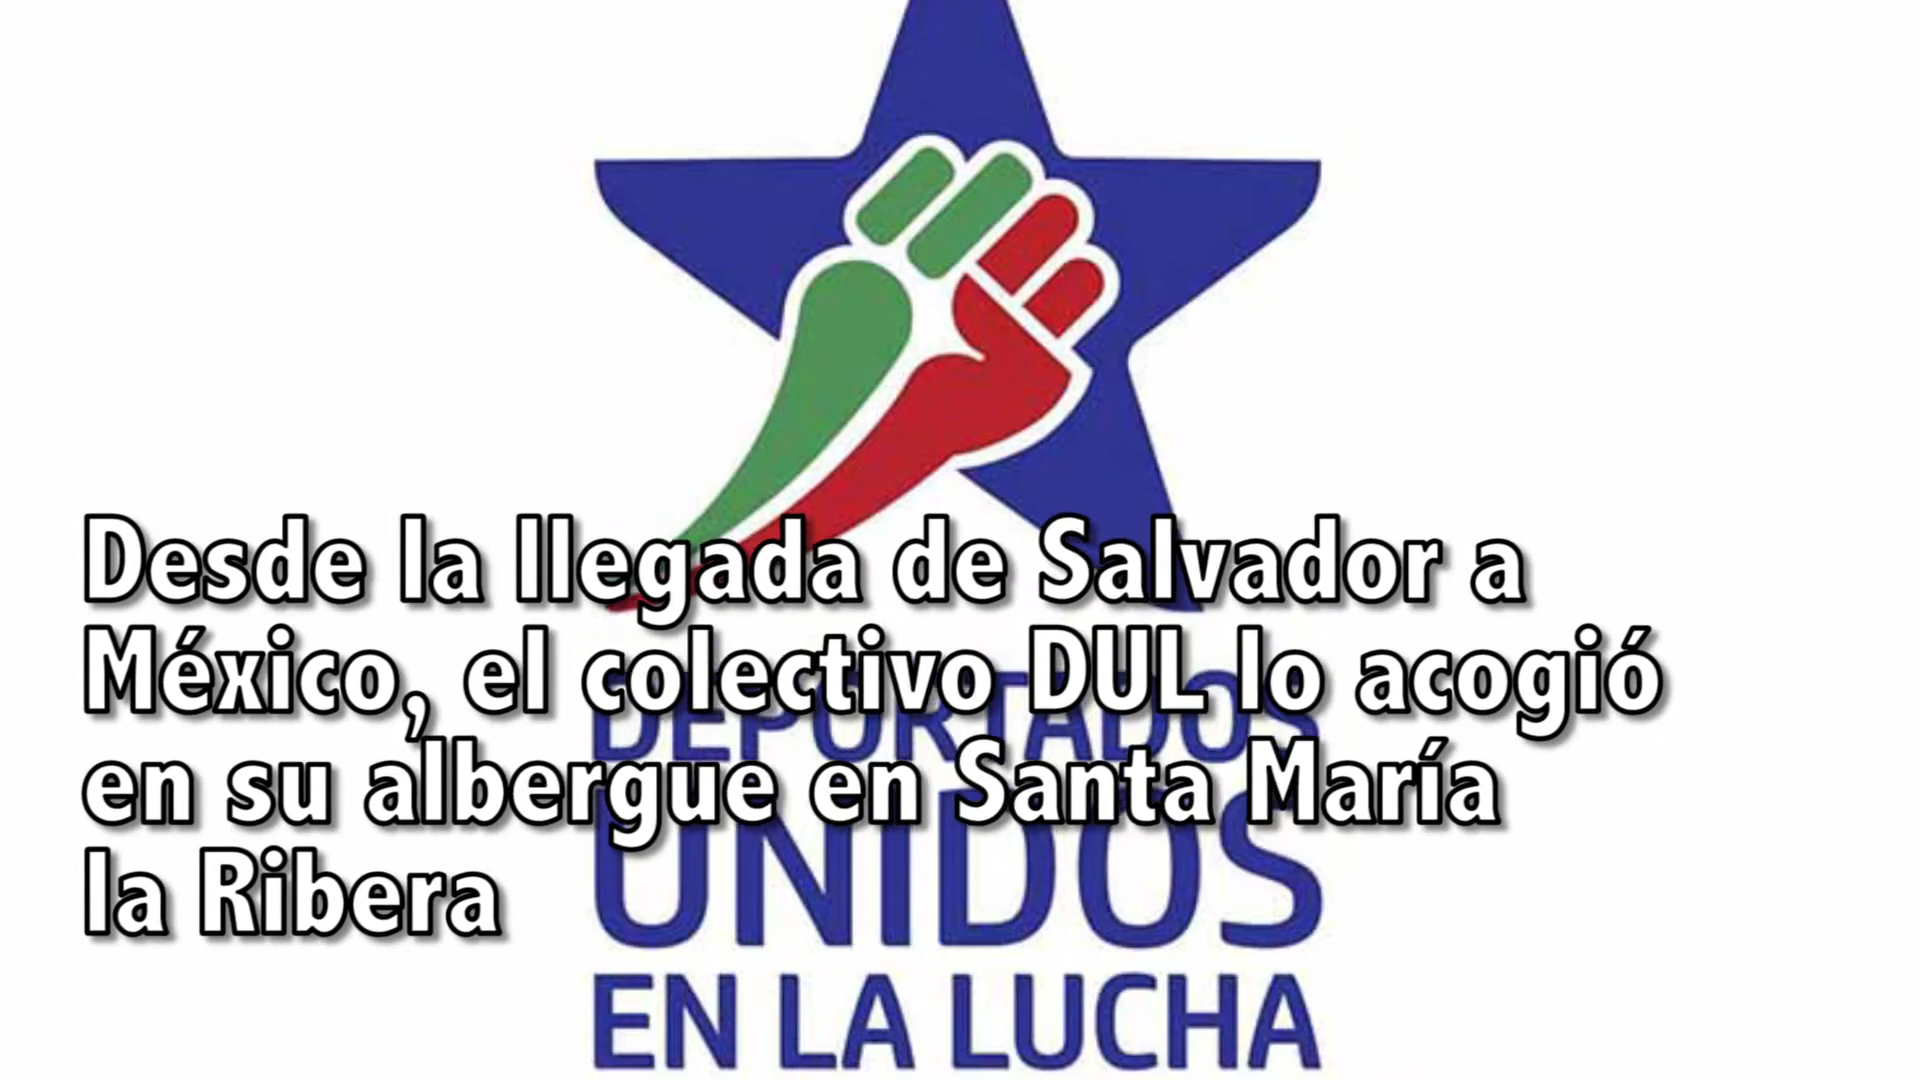 Desde la llegada de Salvador a
México, el colectivo DUL lo acogió
en su albergue en Santa María
la Ribera
DEPORTADOS
UNIDOS
EN LA LUCHA